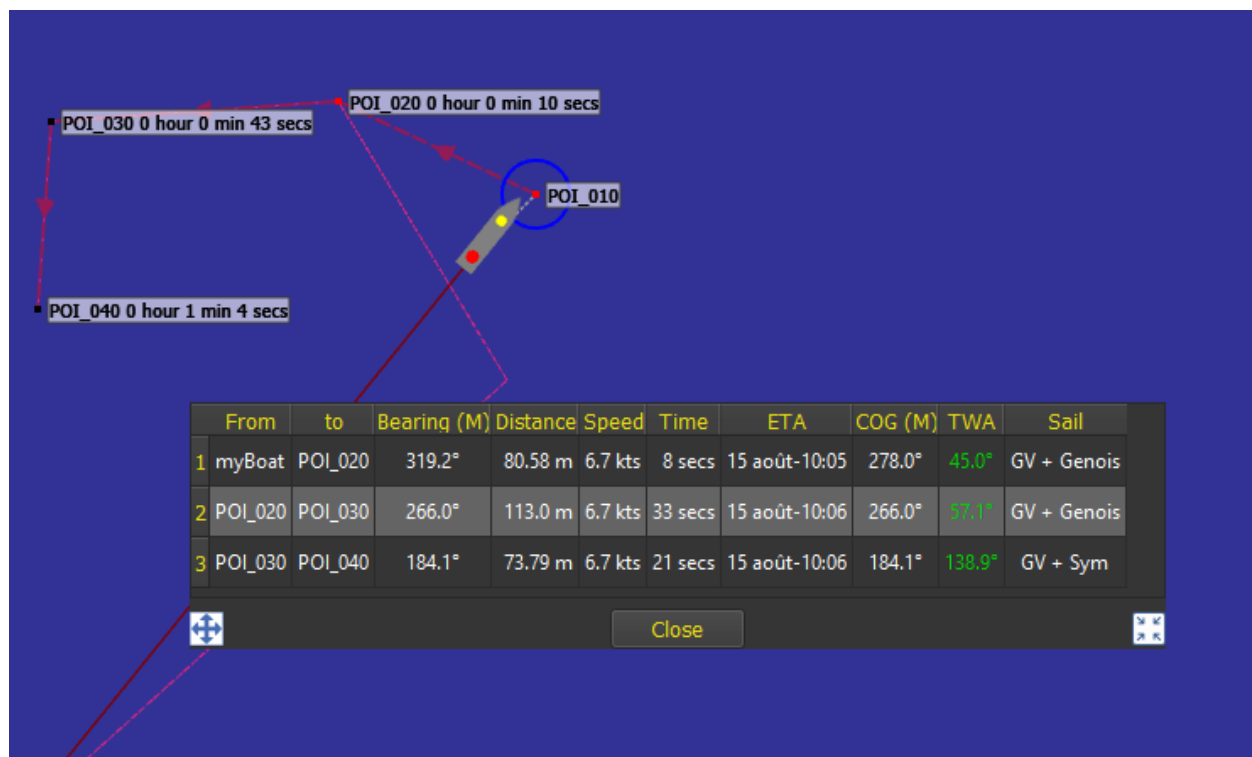 POI_020 0 hour 0 min 10 secs
POI_030 0 hour 0 min 43 secs
POI_010
POI_040 0 hour 1 min 4 secs
From to Bearing (M) Distance Speed Time ETA COG (M) TWA Sail
1 myBoat POI_020 319.2° 80.58 m 6.7 kts 8 secs 15 août-10:05 278.0° 45.0° GV + Genois
2 POI_020 POI_030 266.0° 113.0 m 6.7 kts 33 secs 15 août-10:06 266.0° 57.1° GV + Genois
3 POI_030 POI_040 184.1° 73.79 m 6.7 kts 21 secs 15 août-10:06 184.1° 138.9° GV + Sym
Close